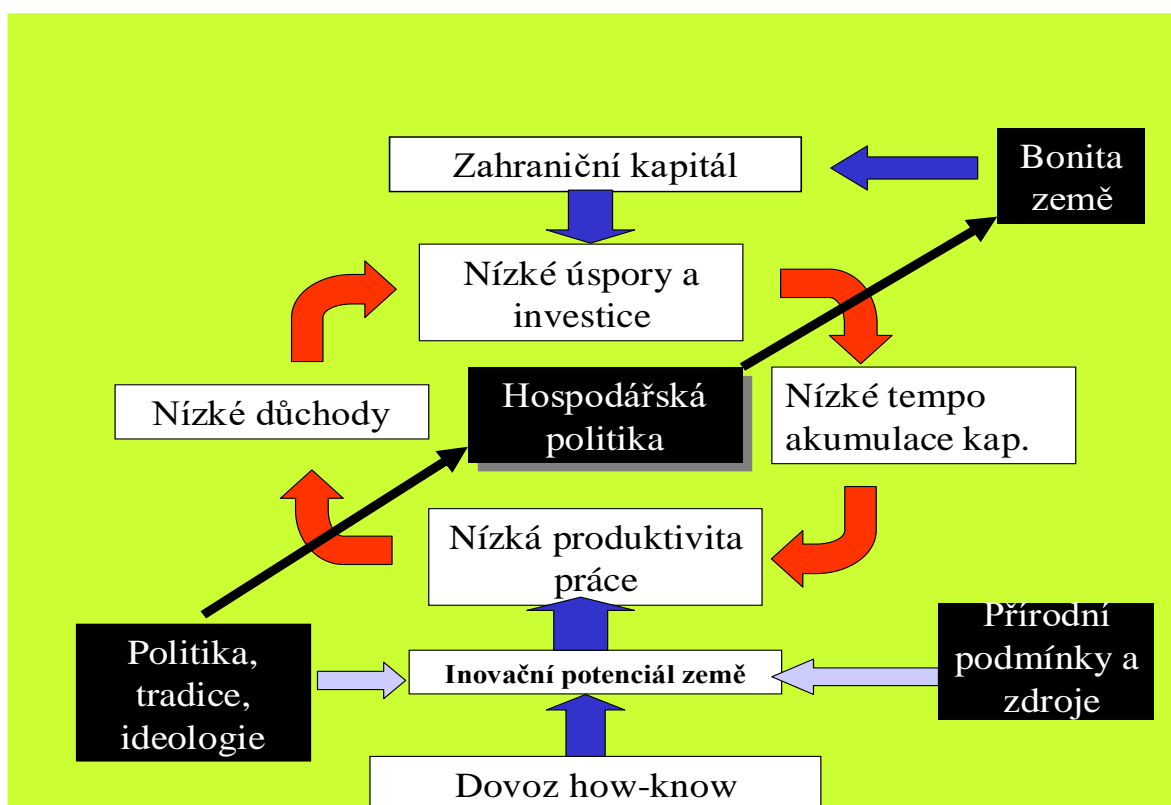 Zahraniční kapitál
Bonita
země
Nízké úspory a
investice
Nízké důchody
Hospodářská
politika
Nízké tempo
akumulace kap.
Nízká produktivita
práce
Politika,
tradice,
ideologie
Inovační potenciál země
Přírodní
podmínky a
zdroje
Dovoz how-know